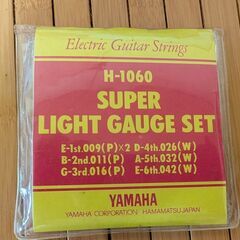 Electric Guitar Strings
H-1060
SUPER
LIGHT GAUGE SET
E-1st.009(P)×2 D-4th.026(W)
B-2nd.011(P) A-5th.032(W)
G-3rd.016(P) E-6th.042(W)
YAMAHA
YAMAHA CORPORATION HAMAMATSU.JAPAN